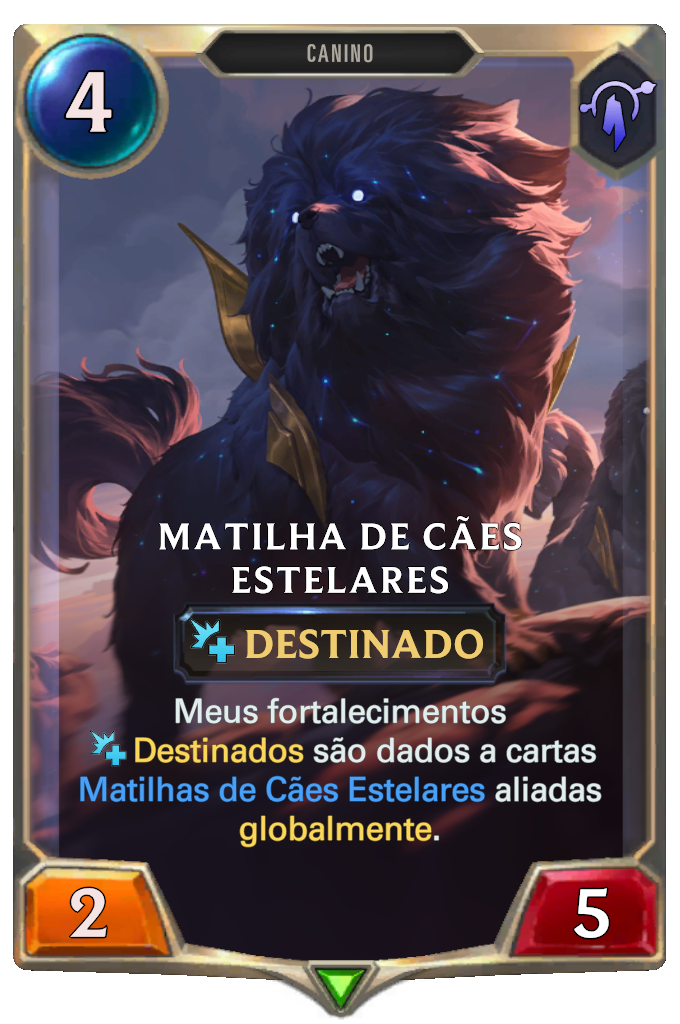 CANINO
4
MATILHA DE CÃES
ESTELARES
DESTINADO
Meus fortalecimentos
Destinados são dados a cartas
Matilhas de Cães Estelares aliadas
globalmente.
2
5